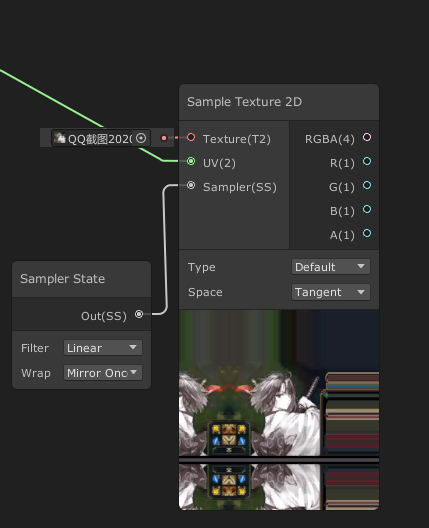 Sample Texture 2D
QQ截图202
Texture(T2)
RGBA(4)
UV(2)
R(1)
Sampler(SS)
G(1)
B(1)
A(1)
Sampler State
Out(SS)
Type
Default
Space
Tangent
Filter
Linear
Wrap
Mirror Onc